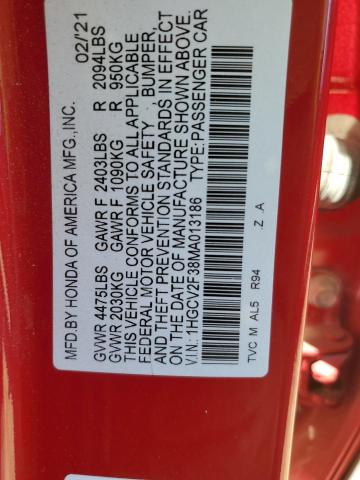 MFD.BY HONDA OF AMERICA MFG.,INC. 02/21
GVWR 4475LBS GAWR F 2403LBS R 2094LBS
GVWR 2030KG GAWR F 1090KG R 950KG
THIS VEHICLE CONFORMS TO ALL APPLICABLE
FEDERAL MOTOR VEHICLE SAFETY, BUMPER,
AND THEFT PREVENTION STANDARDS IN EFFECT
ON THE DATE OF MANUFACTURE SHOWN ABOVE.
V.I.N: 1HGCV2F38MA013186 TYPE:PASSENGER CAR
TVC M AL5 R94 Z .A